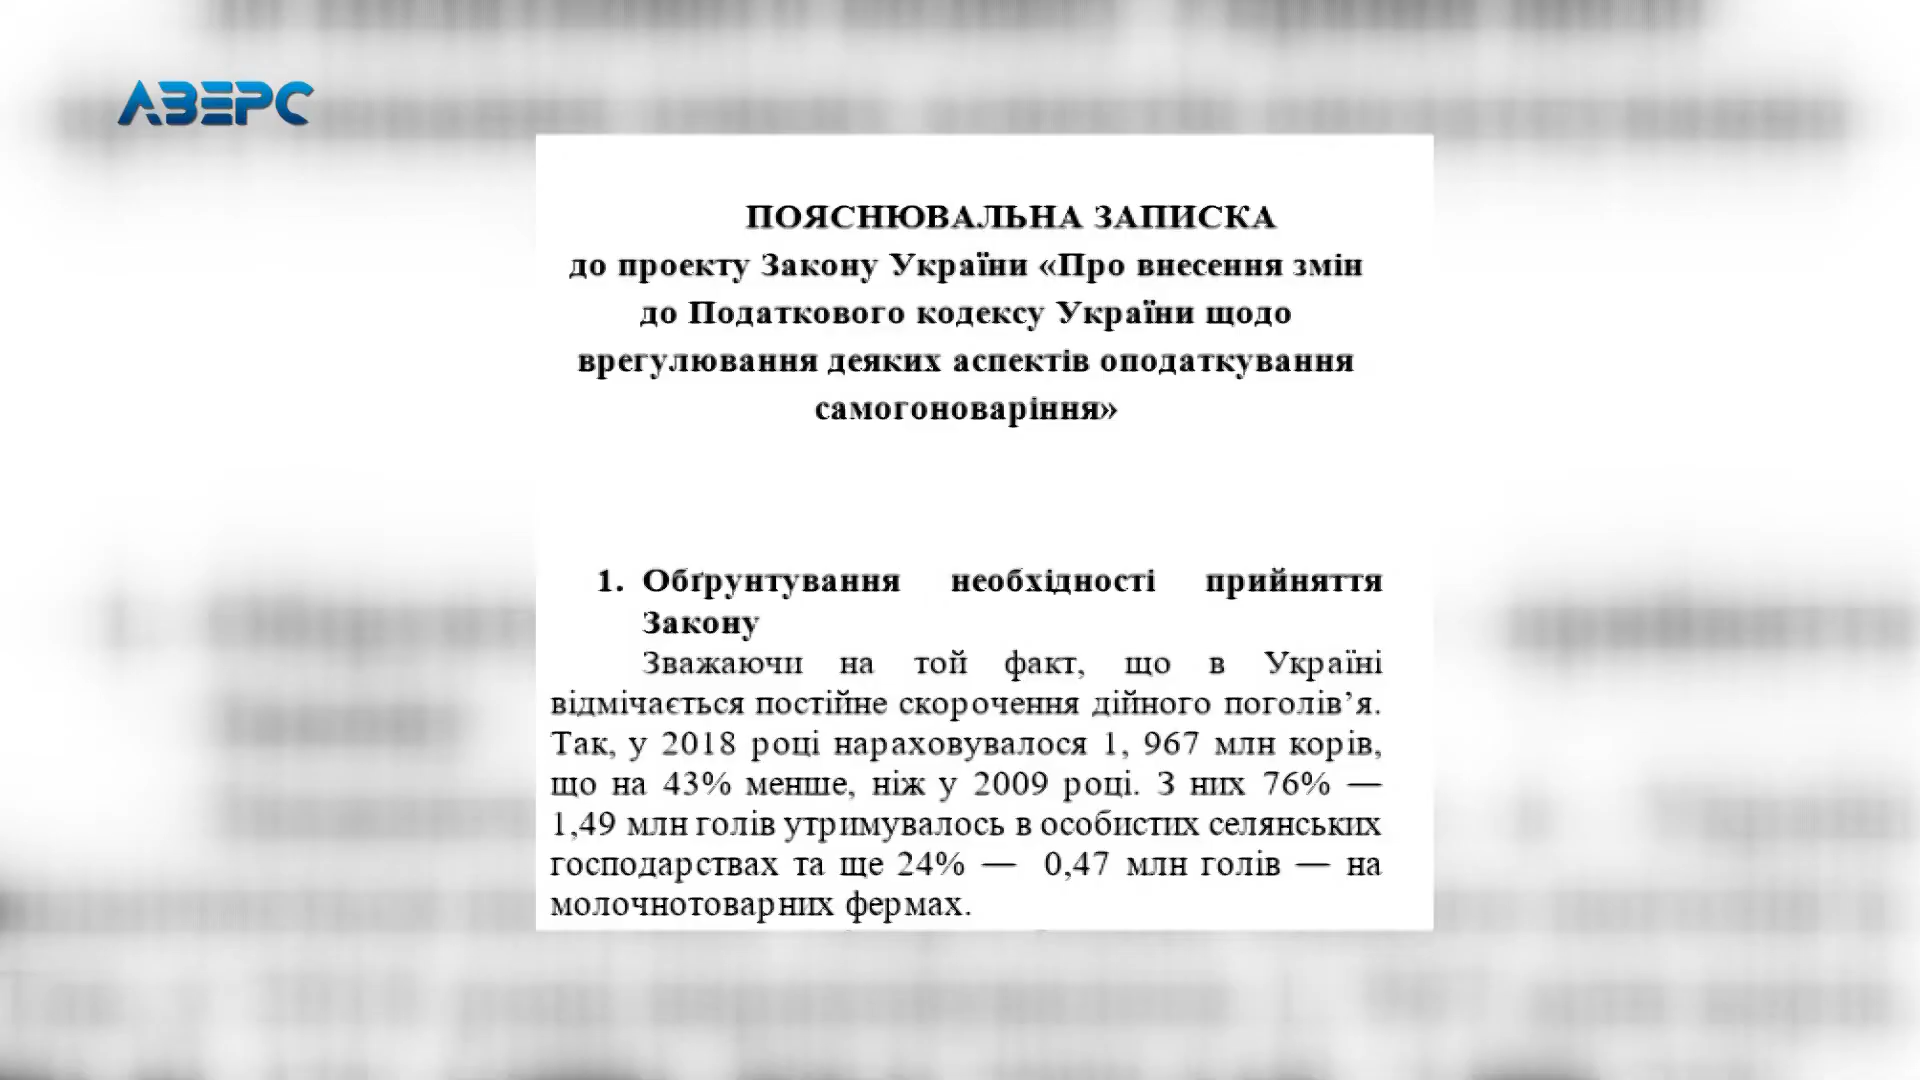 АВЕРС
ПОЯСНЮВАЛЬНА ЗАПИСКА
до проекту Закону України «Про внесення змін
до Податкового кодексу України щодо
врегулювання деяких аспектів оподаткування
самогоноваріння»
1. Обґрунтування необхідності прийняття
Закону
Зважаючи на той факт, що в Україні
відмічається постійне скорочення дійного поголів’я.
Так, у 2018 році нараховувалося 1, 967 млн корів,
що на 43% менше, ніж у 2009 році. З них 76% —
1,49 млн голів утримувалось в особистих селянських
господарствах та ще 24% — 0,47 млн голів — на
молочнотоварних фермах.